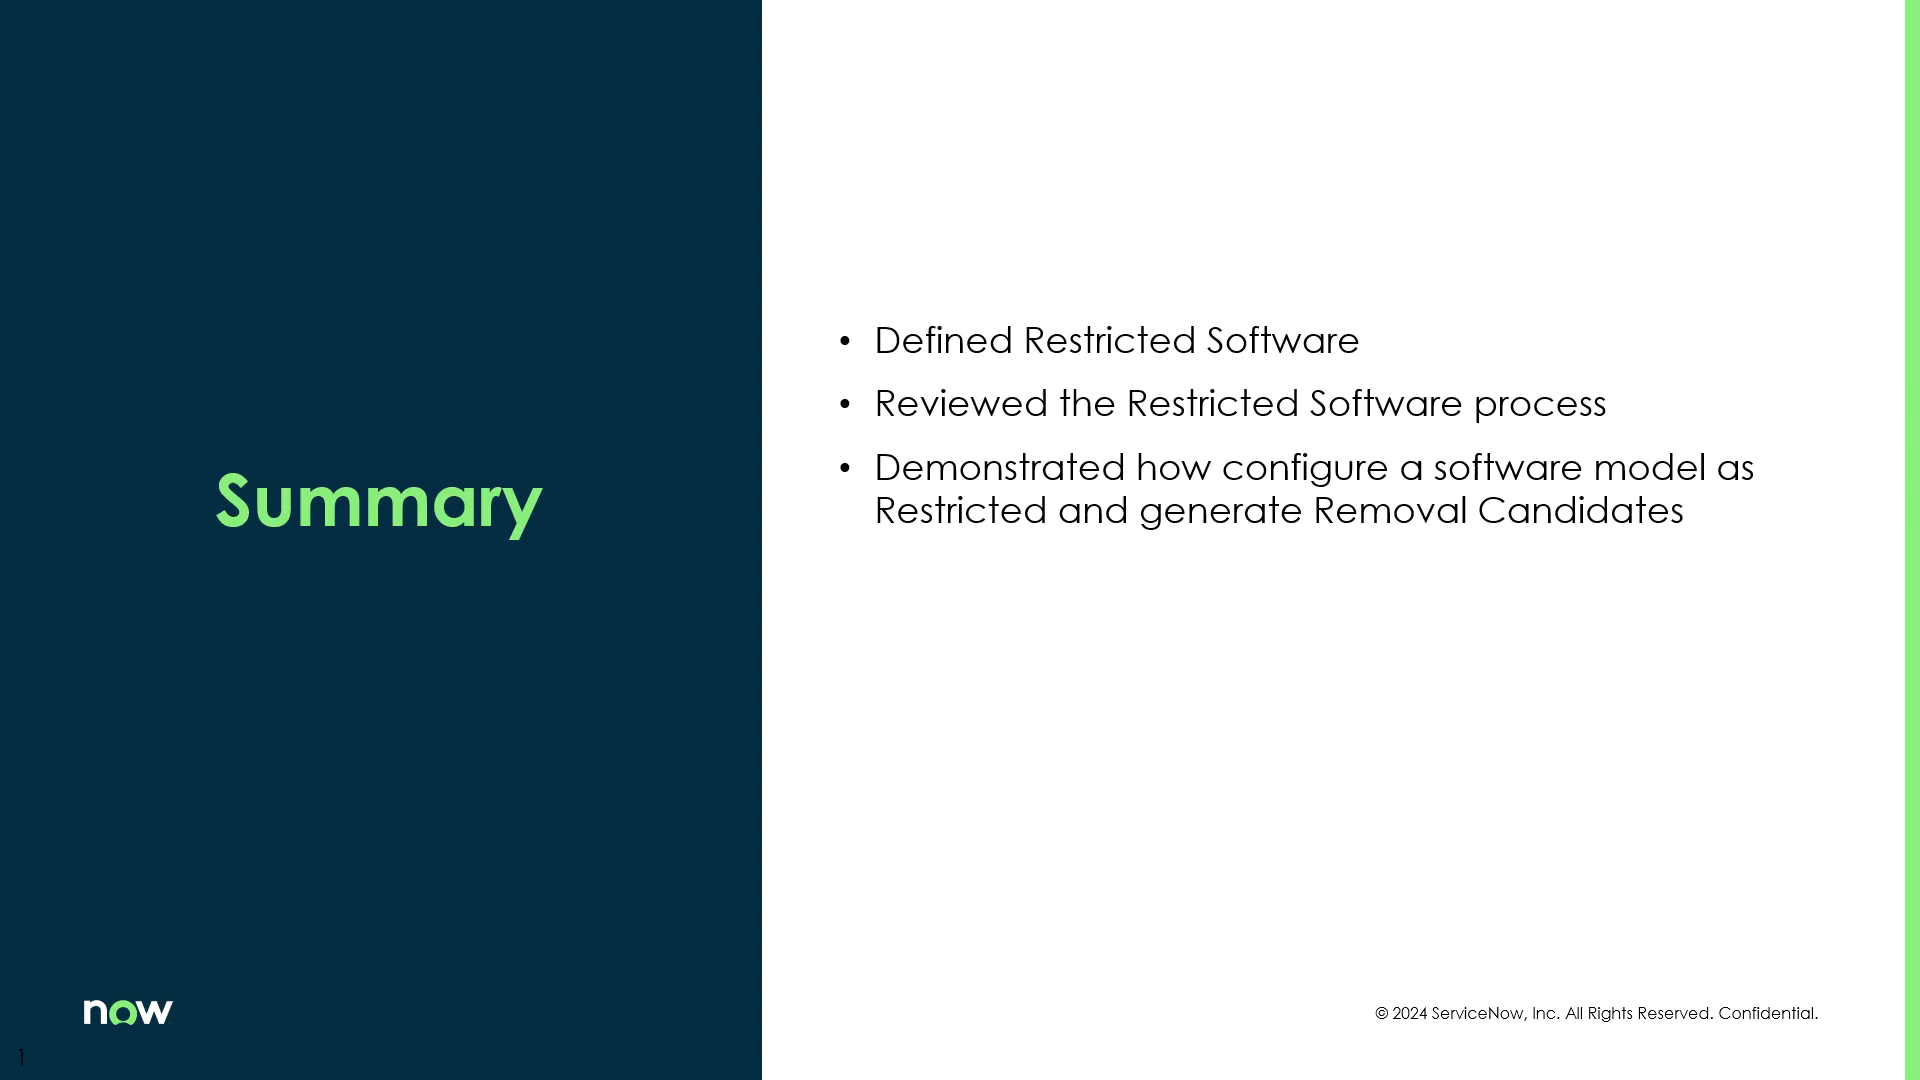 Summary
• Defined Restricted Software
• Reviewed the Restricted Software process
• Demonstrated how configure a software model as
Restricted and generate Removal Candidates
now
© 2024 ServiceNow, Inc. All Rights Reserved. Confidential.
1